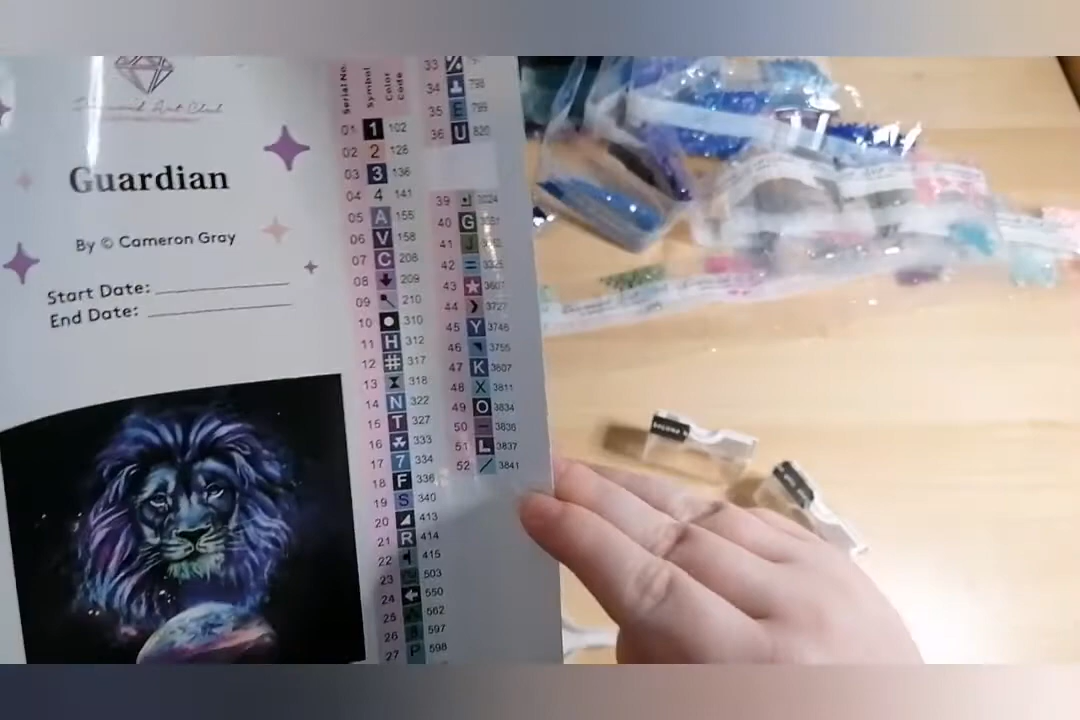 Diamond Art Club
Guardian
By © Cameron Gray
Start Date:
End Date:
Serial No. Symbol Color Code
01 1 102
02 2 128
03 3 136
04 4 141
05 A 155
06 V 158
07 C 208
08 209
09 210
10 310
11 H 312
12 # 317
13 318
14 N 322
15 T 327
16 333
17 7 334
18 F 336
19 S 340
20 413
21 R 414
22 415
23 503
24 550
25 562
26 597
27 P 598
33 %
34 798
35 E 799
36 U 820
39 3024
40 G 3051
41 J
42 = 3325
43 ★ 3607
44 3727
45 Y 3746
46 3755
47 K 3807
48 X 3811
49 O 3834
50 – 3836
51 L 3837
52 / 3841